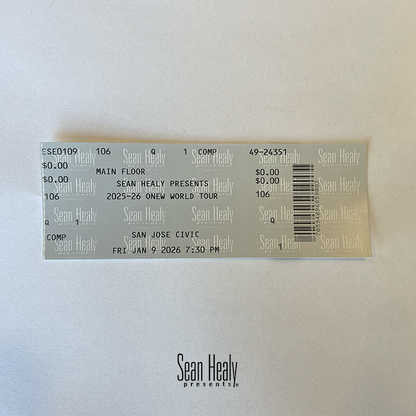 ESE0109 106 Q 1 COMP 49-24351
$0.00 $0.00
MAIN FLOOR
$0.00 $0.00
SEAN HEALY PRESENTS
106 2025-26 ONEW WORLD TOUR 106
Q 1 Q
COMP SAN JOSE CIVIC 1
FRI JAN 9 2026 7:30 PM
Sean Healy
presents